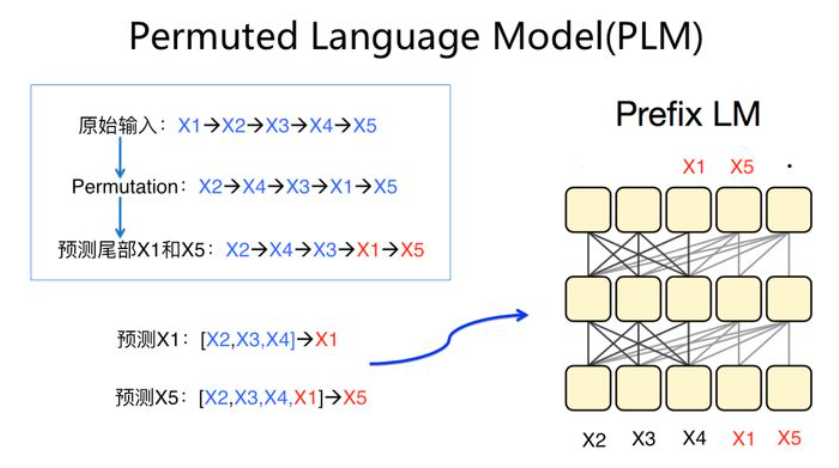 Permuted Language Model(PLM)
原始输入：X1→X2→X3→X4→X5
Permutation：X2→X4→X3→X1→X5
预测尾部X1和X5：X2→X4→X3→X1→X5
预测X1：[X2,X3,X4]→X1
预测X5：[X2,X3,X4,X1]→X5
Prefix LM
X1 X5 .
X2 X3 X4 X1 X5